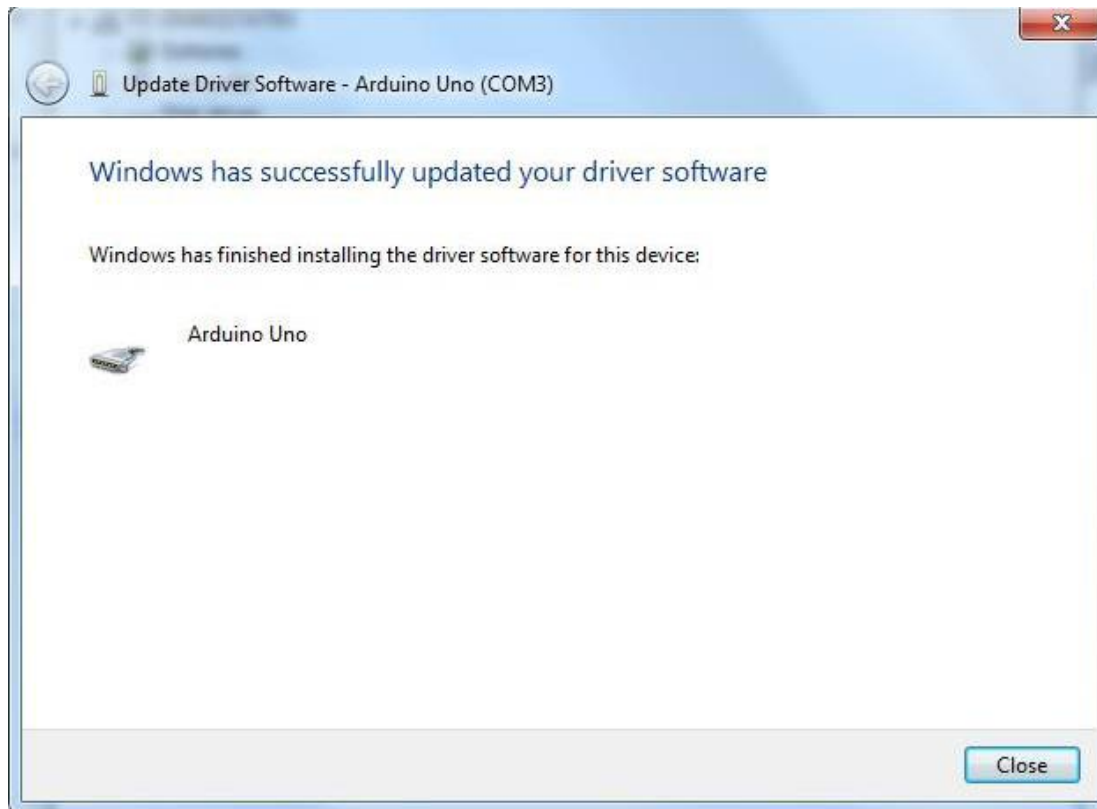 Update Driver Software - Arduino Uno (COM3)
Windows has successfully updated your driver software
Windows has finished installing the driver software for this device:
Arduino Uno
Close